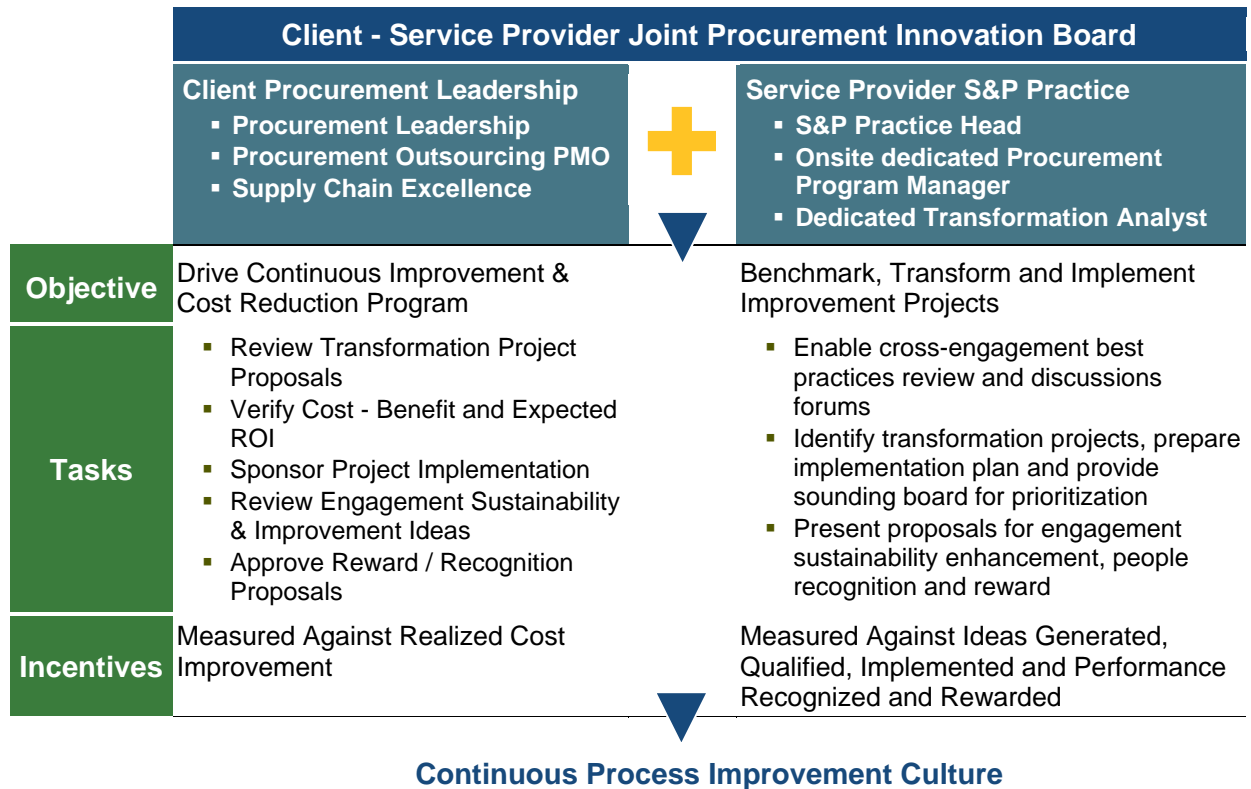 Client - Service Provider Joint Procurement Innovation Board
Client Procurement Leadership
▪ Procurement Leadership
▪ Procurement Outsourcing PMO
▪ Supply Chain Excellence
Service Provider S&P Practice
▪ S&P Practice Head
▪ Onsite dedicated Procurement
Program Manager
▪ Dedicated Transformation Analyst
Objective
Drive Continuous Improvement &
Cost Reduction Program
Benchmark, Transform and Implement
Improvement Projects
Tasks
▪ Review Transformation Project
Proposals
▪ Verify Cost - Benefit and Expected
ROI
▪ Sponsor Project Implementation
▪ Review Engagement Sustainability
& Improvement Ideas
▪ Approve Reward / Recognition
Proposals
▪ Enable cross-engagement best
practices review and discussions
forums
▪ Identify transformation projects, prepare
implementation plan and provide
sounding board for prioritization
▪ Present proposals for engagement
sustainability enhancement, people
recognition and reward
Incentives
Measured Against Realized Cost
Improvement
Measured Against Ideas Generated,
Qualified, Implemented and Performance
Recognized and Rewarded
Continuous Process Improvement Culture